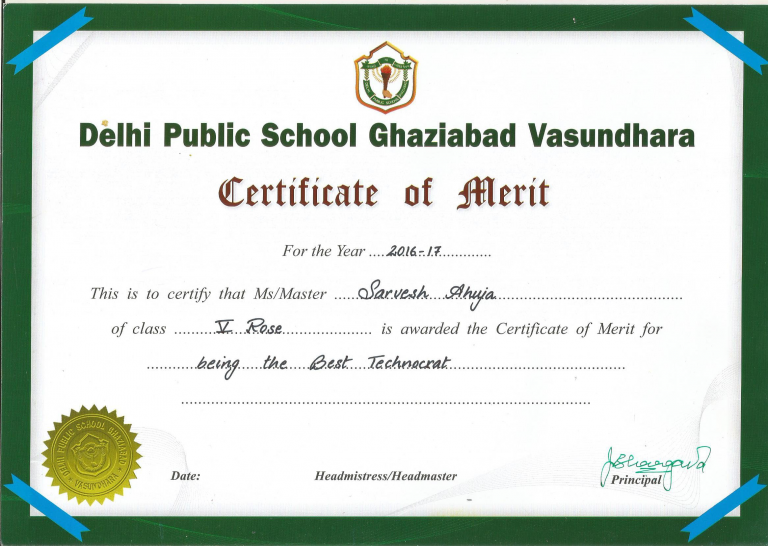 Delhi Public School Ghaziabad Vasundhara
Certificate of Merit
For the Year ....2016-17.............
This is to certify that Ms/Master .....Sarvesh Ahuja...............................................
of class ..........V Rose...................... is awarded the Certificate of Merit for
............being the Best Technocrat..........................................
..................................................................................................
DELHI PUBLIC SCHOOL GHAZIABAD
VASUNDHARA
Date: Headmistress/Headmaster Principal